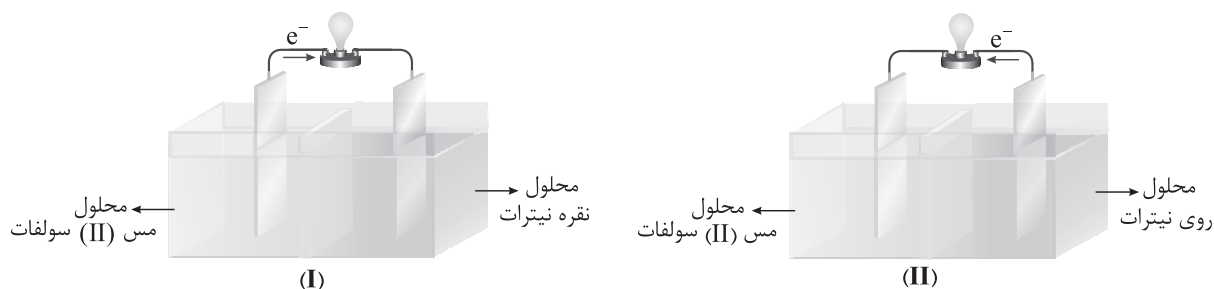 e⁻
محلول
نقره نیترات
محلول
مس (II) سولفات
(I)
e⁻
محلول
روی نیترات
محلول
مس (II) سولفات
(II)